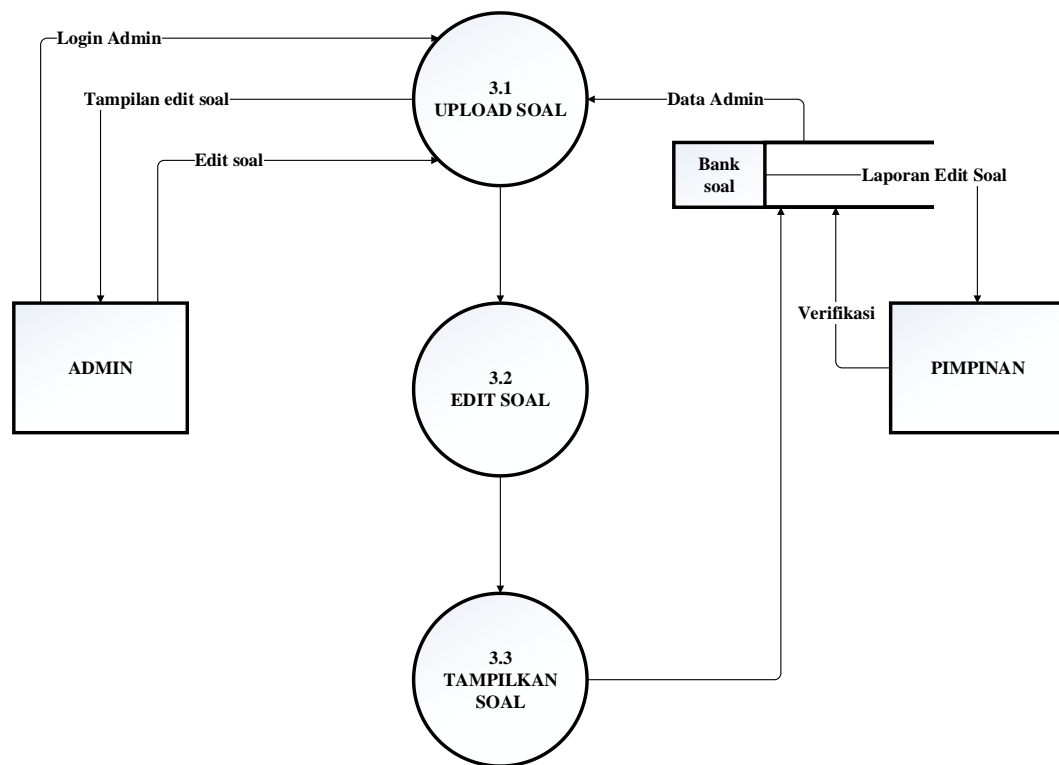 Login Admin
3.1
UPLOAD SOAL
Tampilan edit soal
Data Admin
Edit soal
Bank
soal
Laporan Edit Soal
Verifikasi
ADMIN
3.2
EDIT SOAL
PIMPINAN
3.3
TAMPILKAN
SOAL